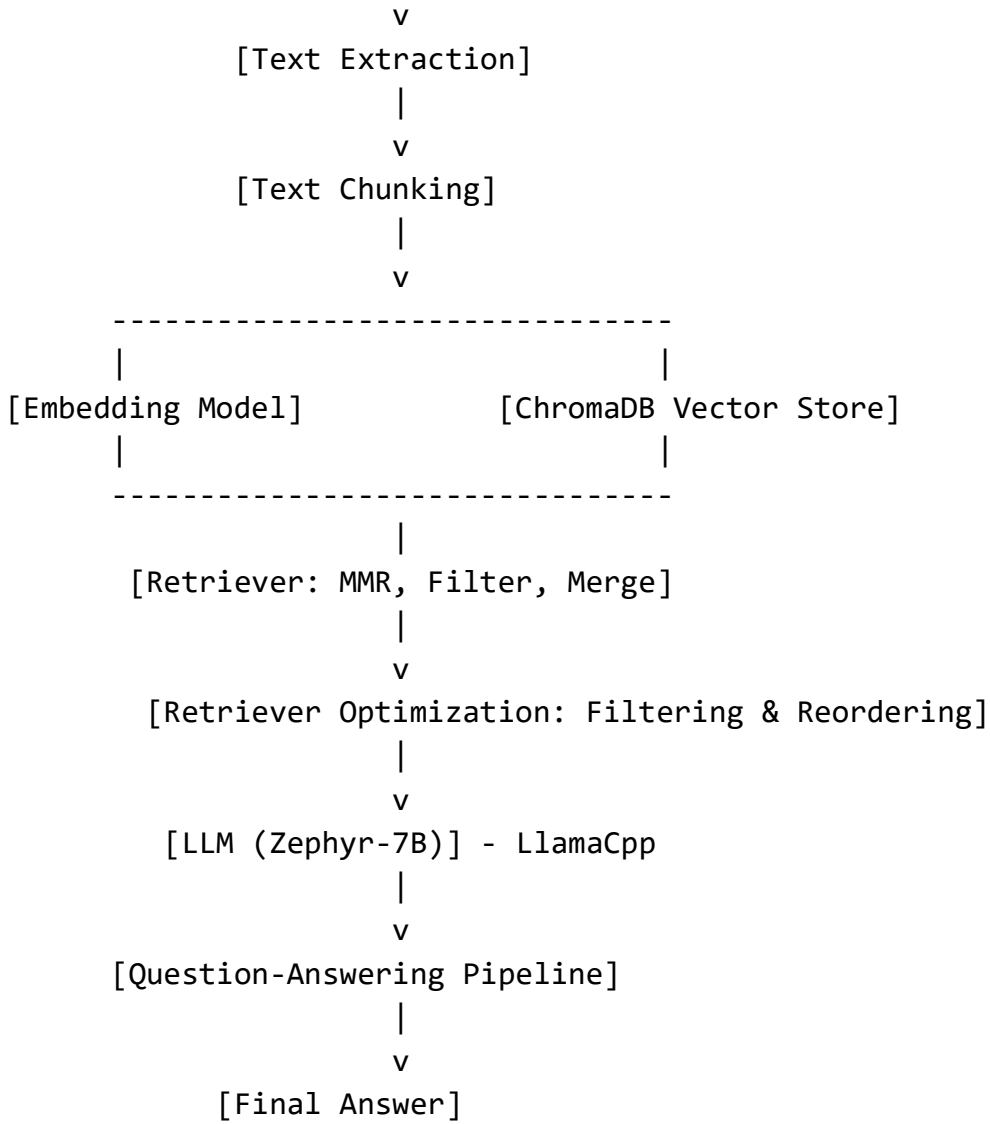 v
[Text Extraction]
|
v
[Text Chunking]
|
v
--------------------------------
| |
[Embedding Model] [ChromaDB Vector Store]
| |
--------------------------------
|
[Retriever: MMR, Filter, Merge]
|
v
[Retriever Optimization: Filtering & Reordering]
|
v
[LLM (Zephyr-7B)] - LlamaCpp
|
v
[Question-Answering Pipeline]
|
v
[Final Answer]